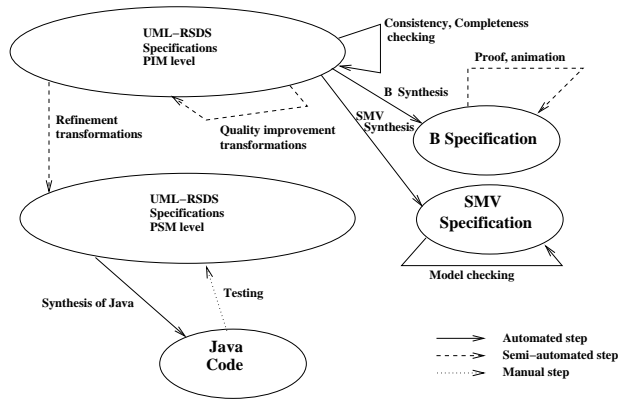 UML−RSDS
Specifications
PIM level
Consistency, Completeness
checking
Proof, animation
B Synthesis
SMV
Synthesis
Refinement
transformations
Quality improvement
transformations
B Specification
UML−RSDS
Specifications
PSM level
SMV
Specification
Model checking
Synthesis of Java
Testing
Java
Code
Automated step
Semi−automated step
Manual step